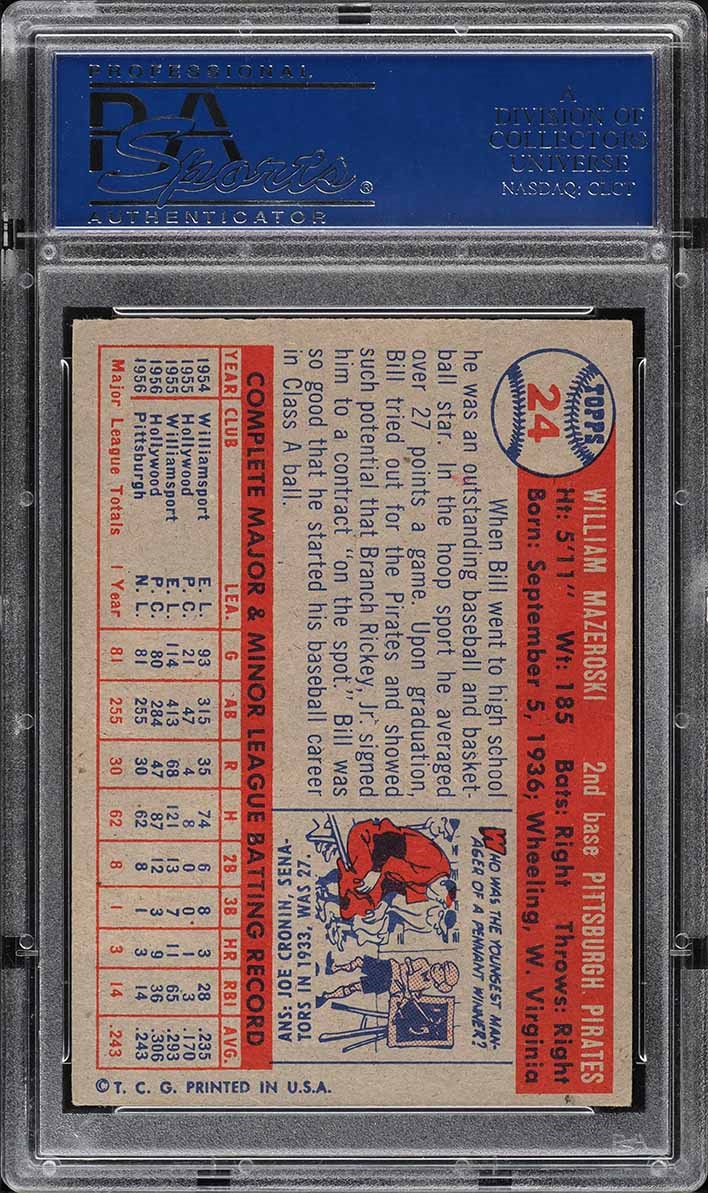 PROFESSIONAL
PSA
Sports®
AUTHENTICATOR
A
DIVISION OF
COLLECTORS
UNIVERSE
NASDAQ: CLCT
TOPPS
24
WILLIAM MAZEROSKI 2nd base PITTSBURGH PIRATES
Ht: 5'11" Wt: 185 Bats: Right Throws: Right
Born: September 5, 1936; Wheeling, W. Virginia
When Bill went to high school
he was an outstanding baseball and basket-
ball star. In the hoop sport he averaged
over 27 points a game. Upon graduation,
Bill tried out for the Pirates and showed
such potential that Branch Rickey, Jr. signed
him to a contract "on the spot." Bill was
so good that he started his baseball career
in Class A ball.
WHO WAS THE YOUNGEST MAN-
AGER OF A PENNANT WINNER?
ANS: JOE CRONIN, SENA-
TORS IN 1933, WAS 27.
COMPLETE MAJOR & MINOR LEAGUE BATTING RECORD
YEAR CLUB LEA. G AB R H 2B 3B HR RBI AVG.
1954 Williamsport E. L. 93 315 35 74 6 8 3 28 .235
1955 Hollywood P. C. 21 47 4 8 0 0 1 3 .170
1955 Williamsport E. L. 114 413 68 121 13 7 11 65 .293
1956 Hollywood P. C. 80 284 47 87 12 3 9 36 .306
1956 Pittsburgh N. L. 81 255 30 62 8 1 3 14 .243
Major League Totals 1 Year 81 255 30 62 8 1 3 14 .243
© T. C. G. PRINTED IN U.S.A.